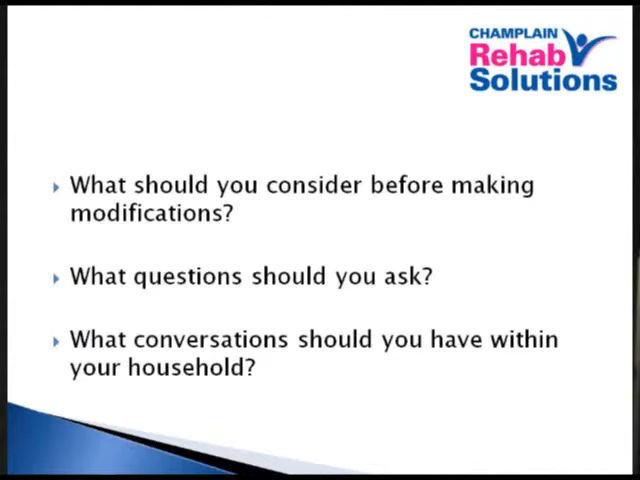 CHAMPLAIN
Rehab
Solutions
What should you consider before making
modifications?
What questions should you ask?
What conversations should you have within
your household?